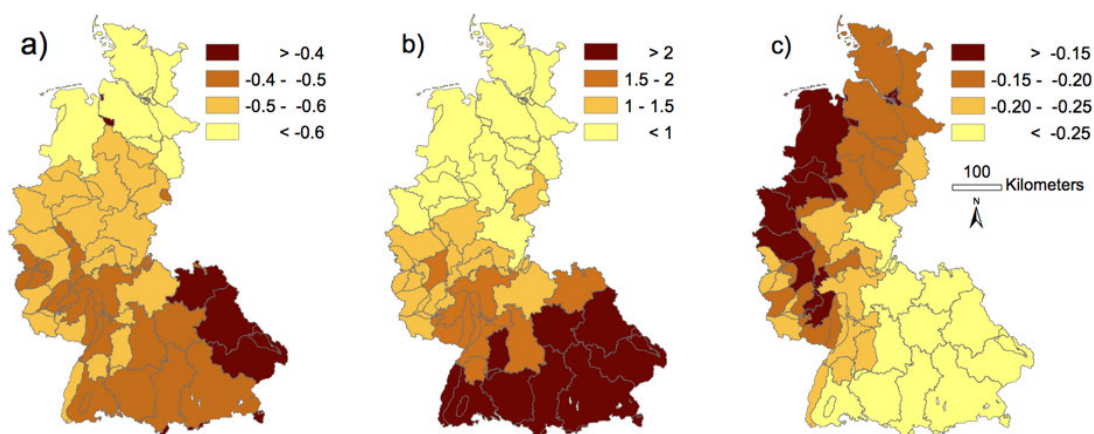 a)
> -0.4
-0.4 - -0.5
-0.5 - -0.6
< -0.6
b)
> 2
1.5 - 2
1 - 1.5
< 1
c)
> -0.15
-0.15 - -0.20
-0.20 - -0.25
< -0.25
100
Kilometers
N